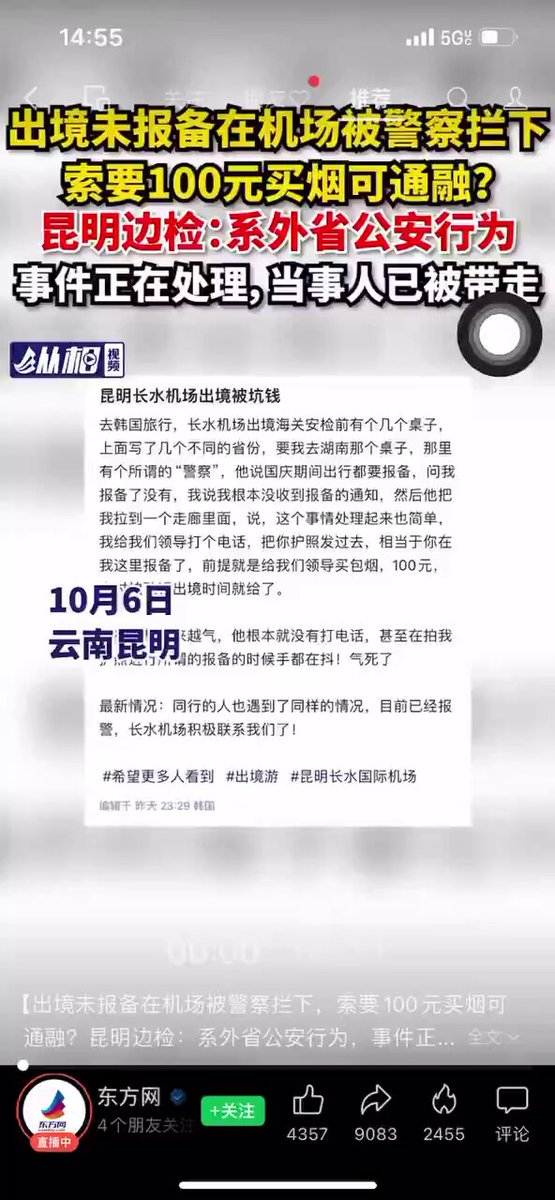 14:55
5G
推荐
出境未报备在机场被警察拦下
索要100元买烟可通融?
昆明边检:系外省公安行为
事件正在处理,当事人已被带走
纵相
视频
昆明长水机场出境被坑钱
去韩国旅行,长水机场出境海关安检前有个几个桌子,
上面写了几个不同的省份,要我去湖南那个桌子,那里
有个所谓的“警察”,他说国庆期间出行都要报备,问我
报备了没有,我说我根本没收到报备的通知,然后他把
我拉到一个走廊里面,说,这个事情处理起来也简单,
我给我们领导打个电话,把你护照发过去,相当于你在
我这里报备了,前提就是给我们领导买包烟,100元,
出境时间就给了。
10月6日
云南昆明
来越气,他根本就没有打电话,甚至在拍我
的报备的时候手都在抖!气死了
最新情况:同行的人也遇到了同样的情况,目前已经报
警,长水机场积极联系我们了!
#希望更多人看到 #出境游 #昆明长水国际机场
编辑于 昨天 23:29 韩国
00:00
【出境未报备在机场被警察拦下,索要100元买烟可
通融?昆明边检:系外省公安行为,事件正... 全文
东方网
直播中
东方网
4个朋友关注
+关注
4357
9083
2455
评论